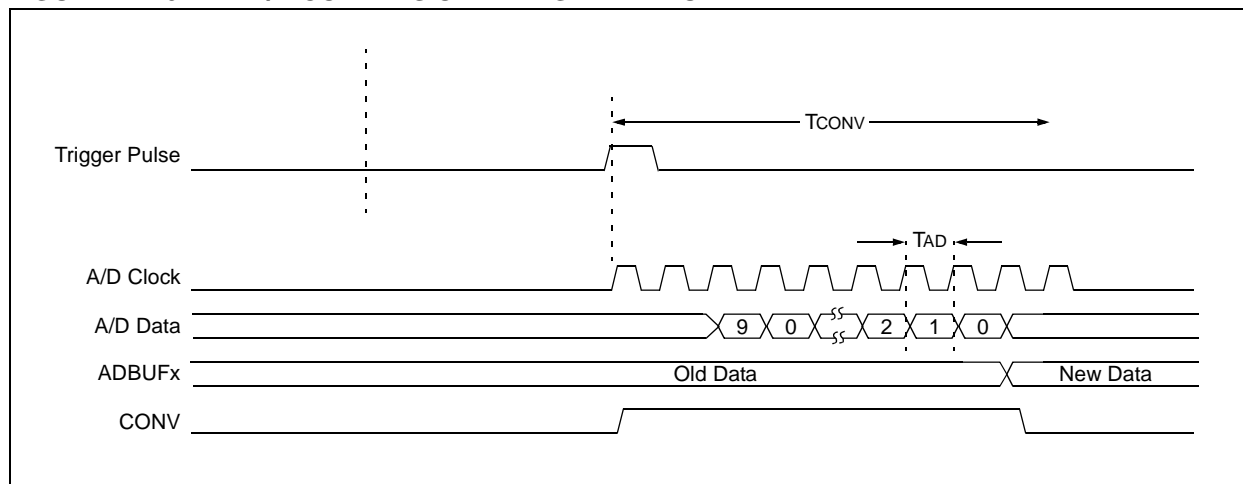 TCONV
Trigger Pulse
TAD
A/D Clock
A/D Data
9 0 2 1 0
ADBUFx
Old Data New Data
CONV